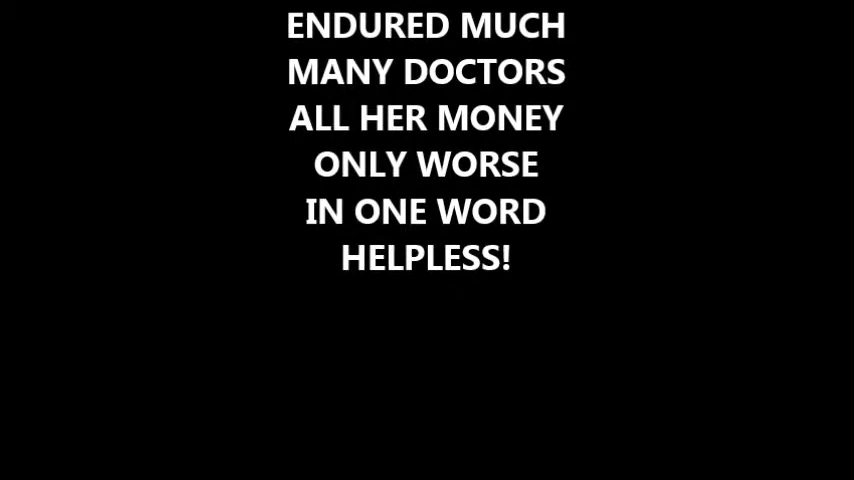 ENDURED MUCH
MANY DOCTORS
ALL HER MONEY
ONLY WORSE
IN ONE WORD
HELPLESS!